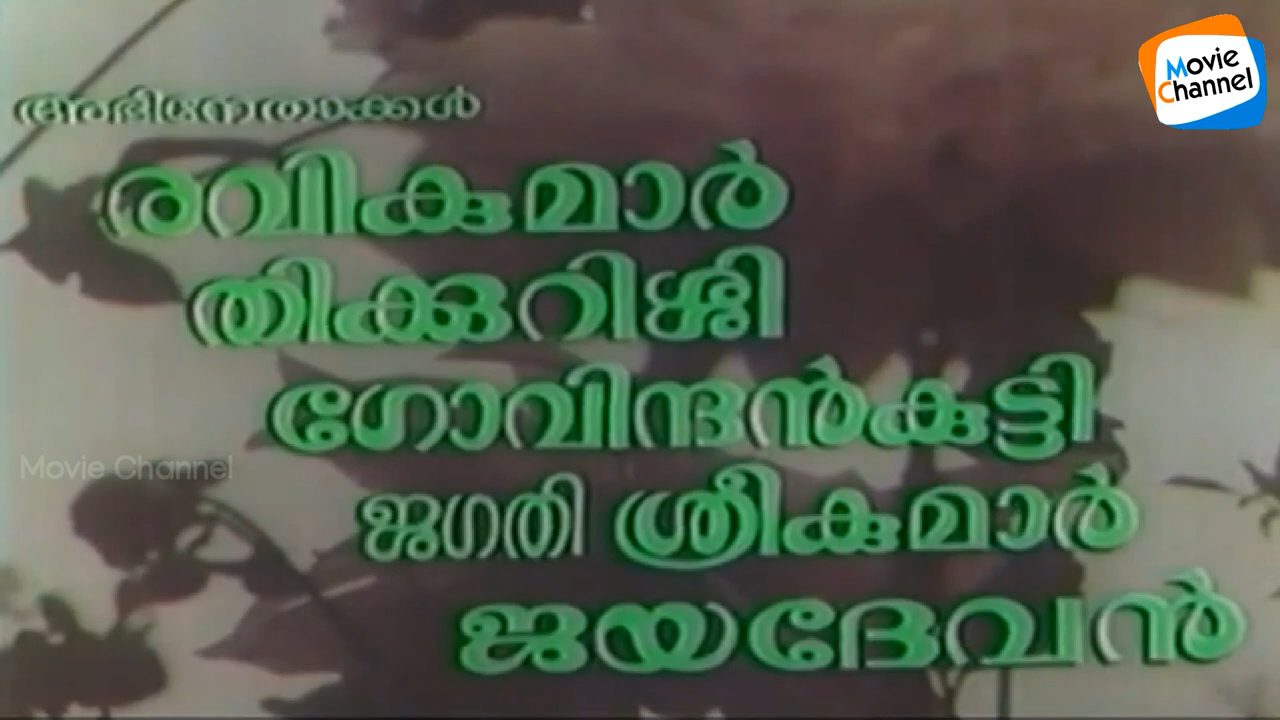 Movie
Channel
അഭിനേതാക്കൾ
രവികുമാർ
തിക്കുറിശ്ശി
ഗോവിന്ദൻകുട്ടി
Movie Channel
ജഗതി ശ്രീകുമാർ
ജയദേവൻ